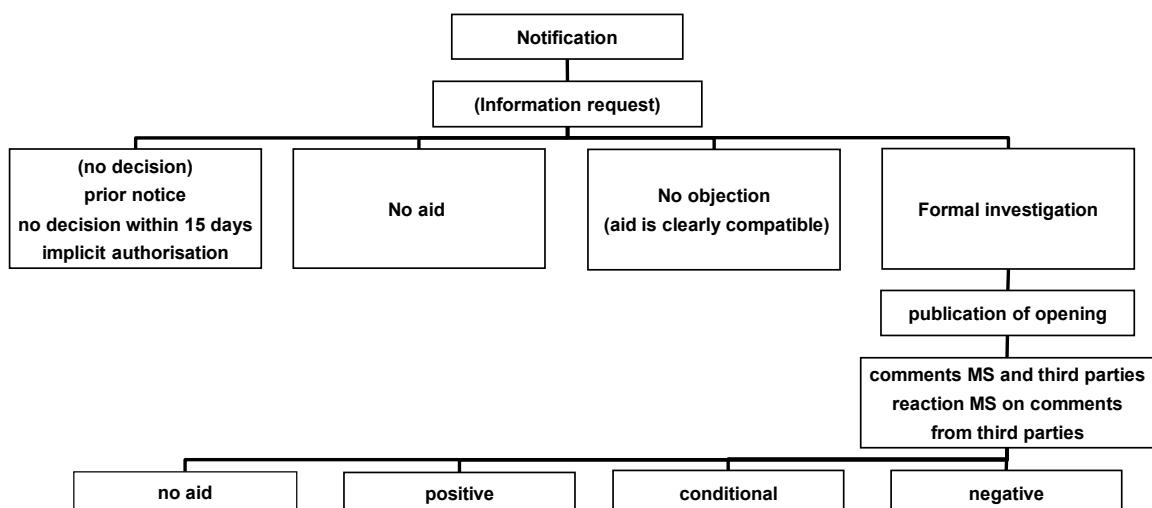 Notification
(Information request)
(no decision)
prior notice
no decision within 15 days
implicit authorisation
No aid
No objection
(aid is clearly compatible)
Formal investigation
publication of opening
comments MS and third parties
reaction MS on comments
from third parties
no aid
positive
conditional
negative